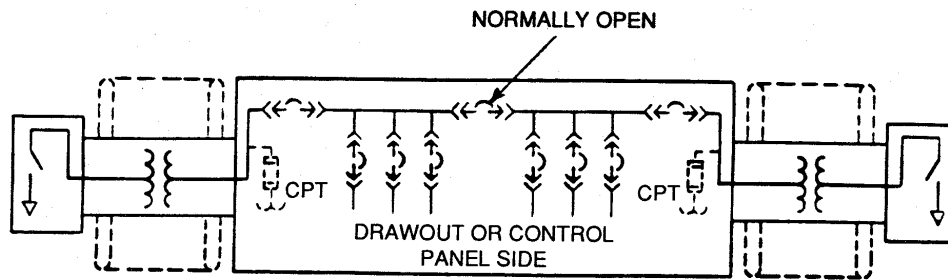 NORMALLY OPEN
CPT
CPT
DRAWOUT OR CONTROL
PANEL SIDE